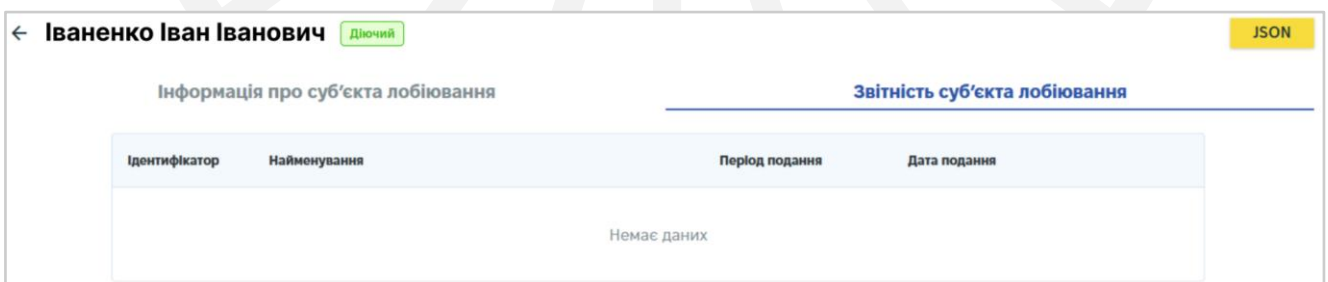 ← Іваненко Іван Іванович Діючий JSON
Інформація про суб’єкта лобіювання Звітність суб’єкта лобіювання
Ідентифікатор Найменування Період подання Дата подання
Немає даних